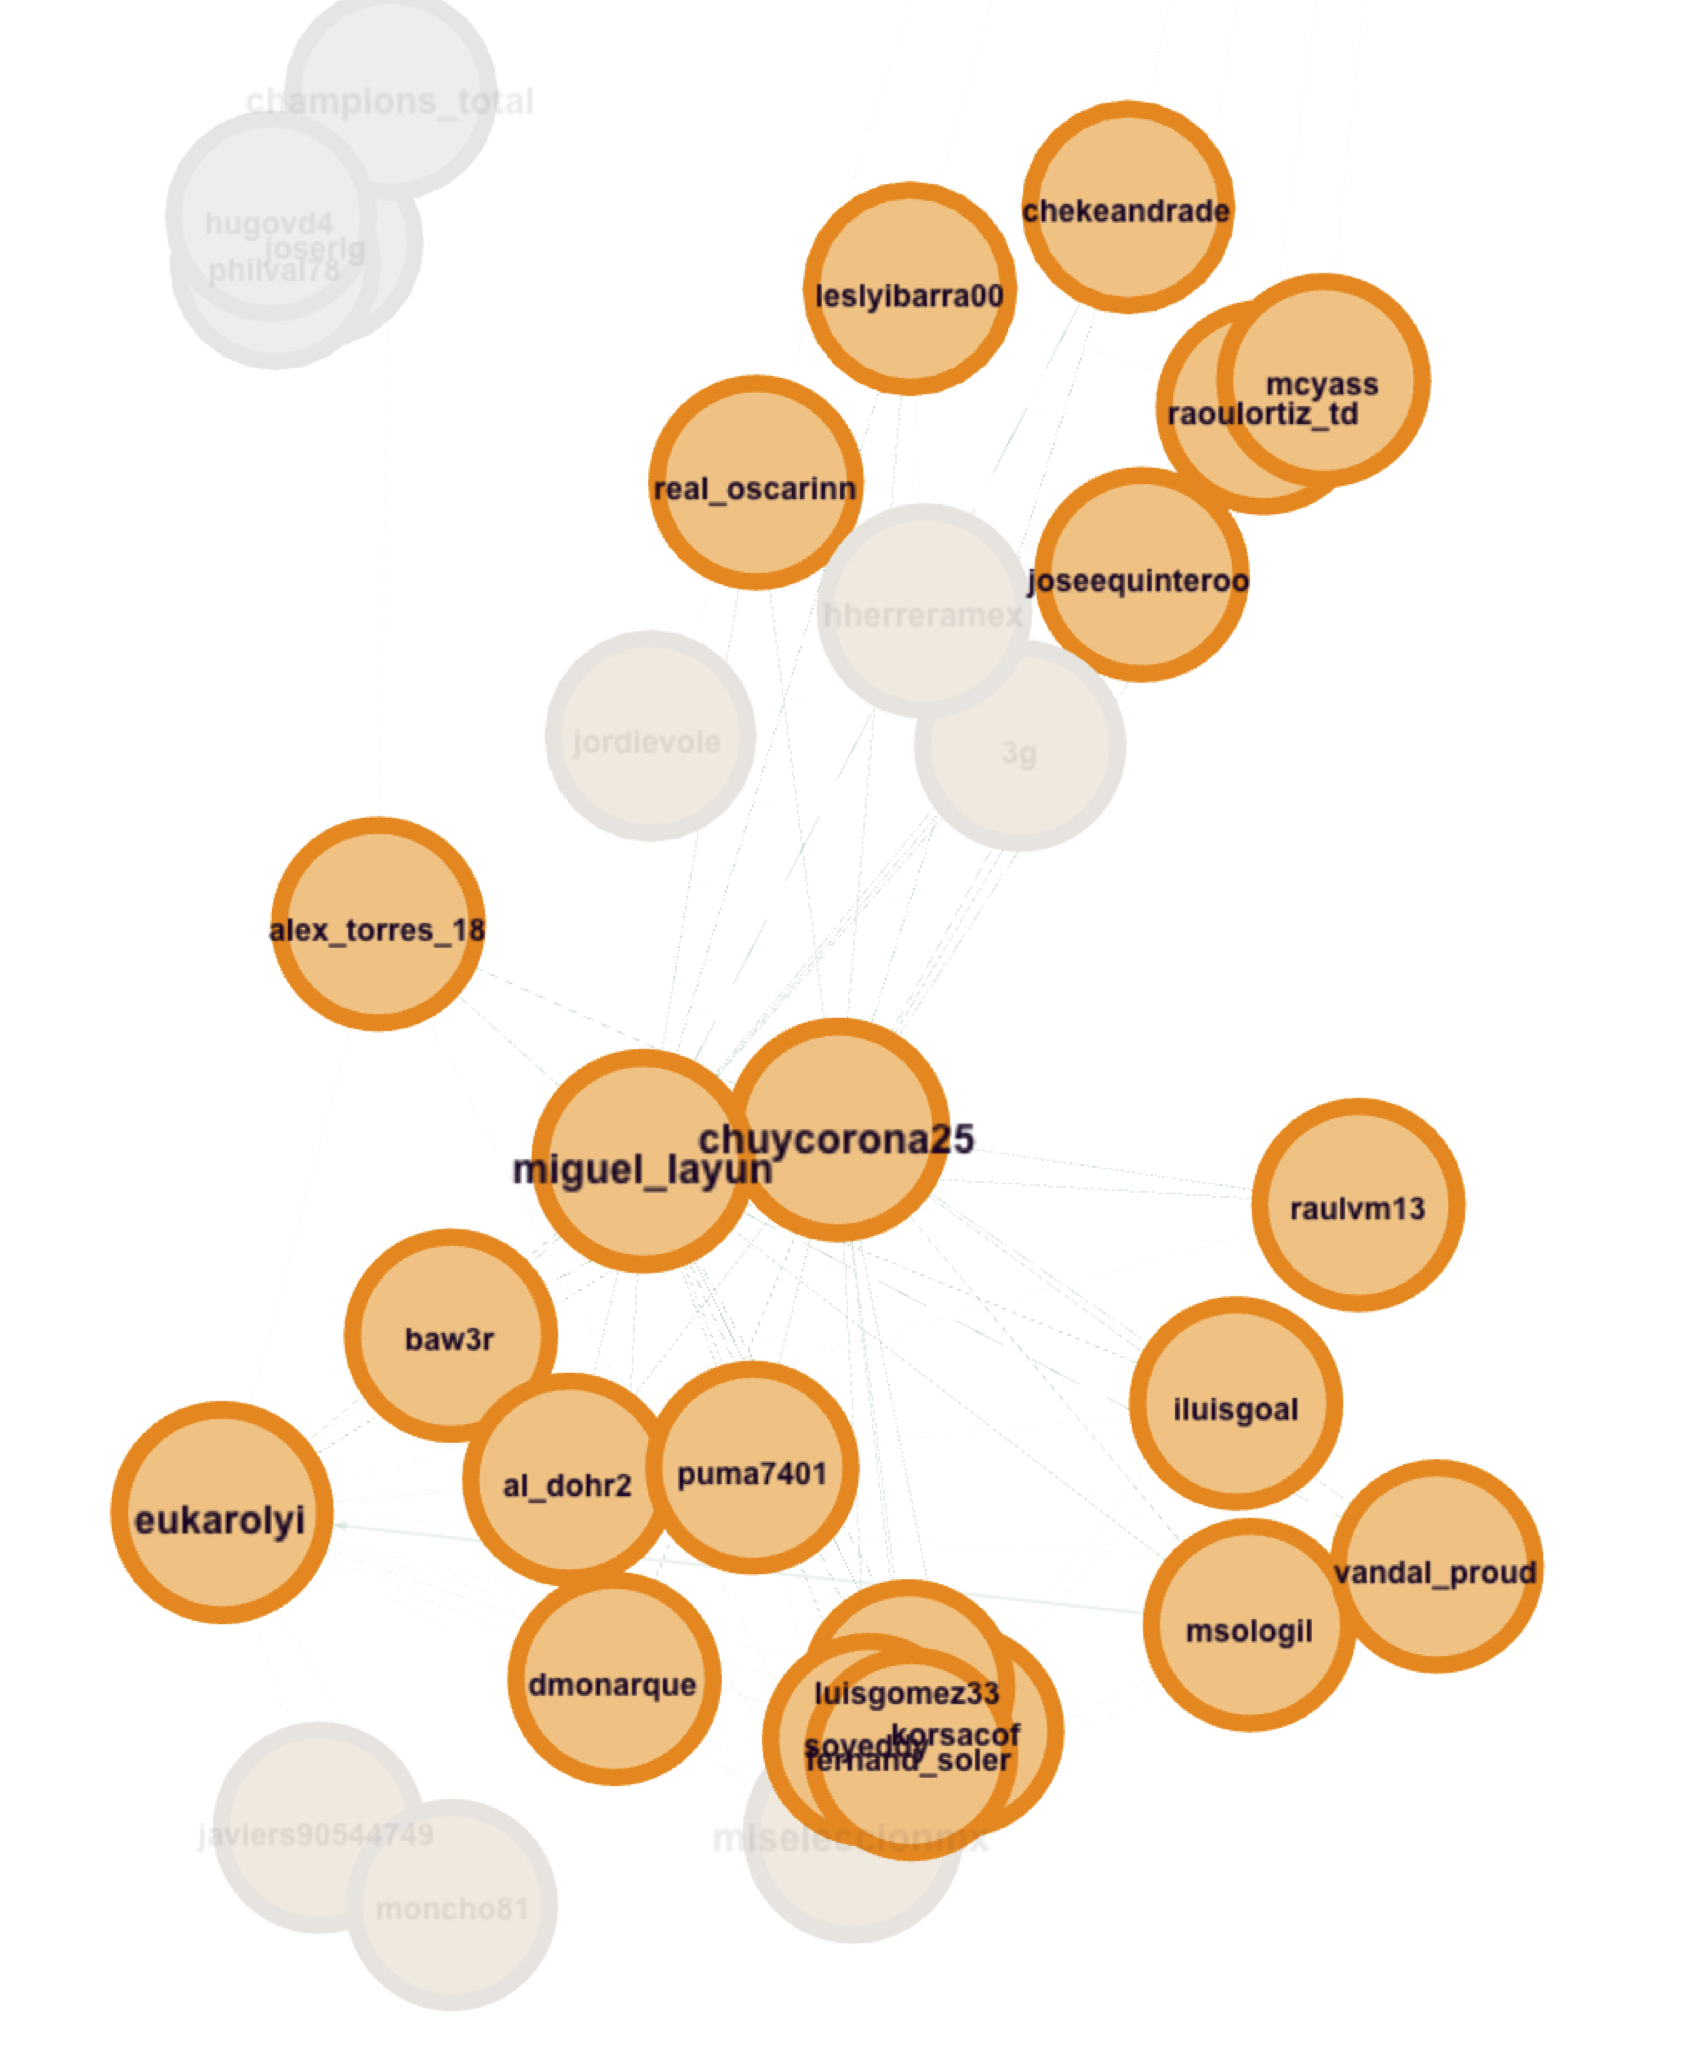 champions_total
chekeandrade
hugovd4
joserlg
philval78
leslyibarra00
mcyass
raoulortiz_td
real_oscarinn
joseequinteroo
hherreramex
jordievole
3g
alex_torres_18
chuycorona25
miguel_layun
raulvm13
baw3r
iluisgoal
puma7401
al_dohr2
eukarolyi
vandal_proud
msologil
dmonarque
luisgomez33
korsacof
soyeddy
fernand_soler
javiers90544749
miseleccionmx
moncho81